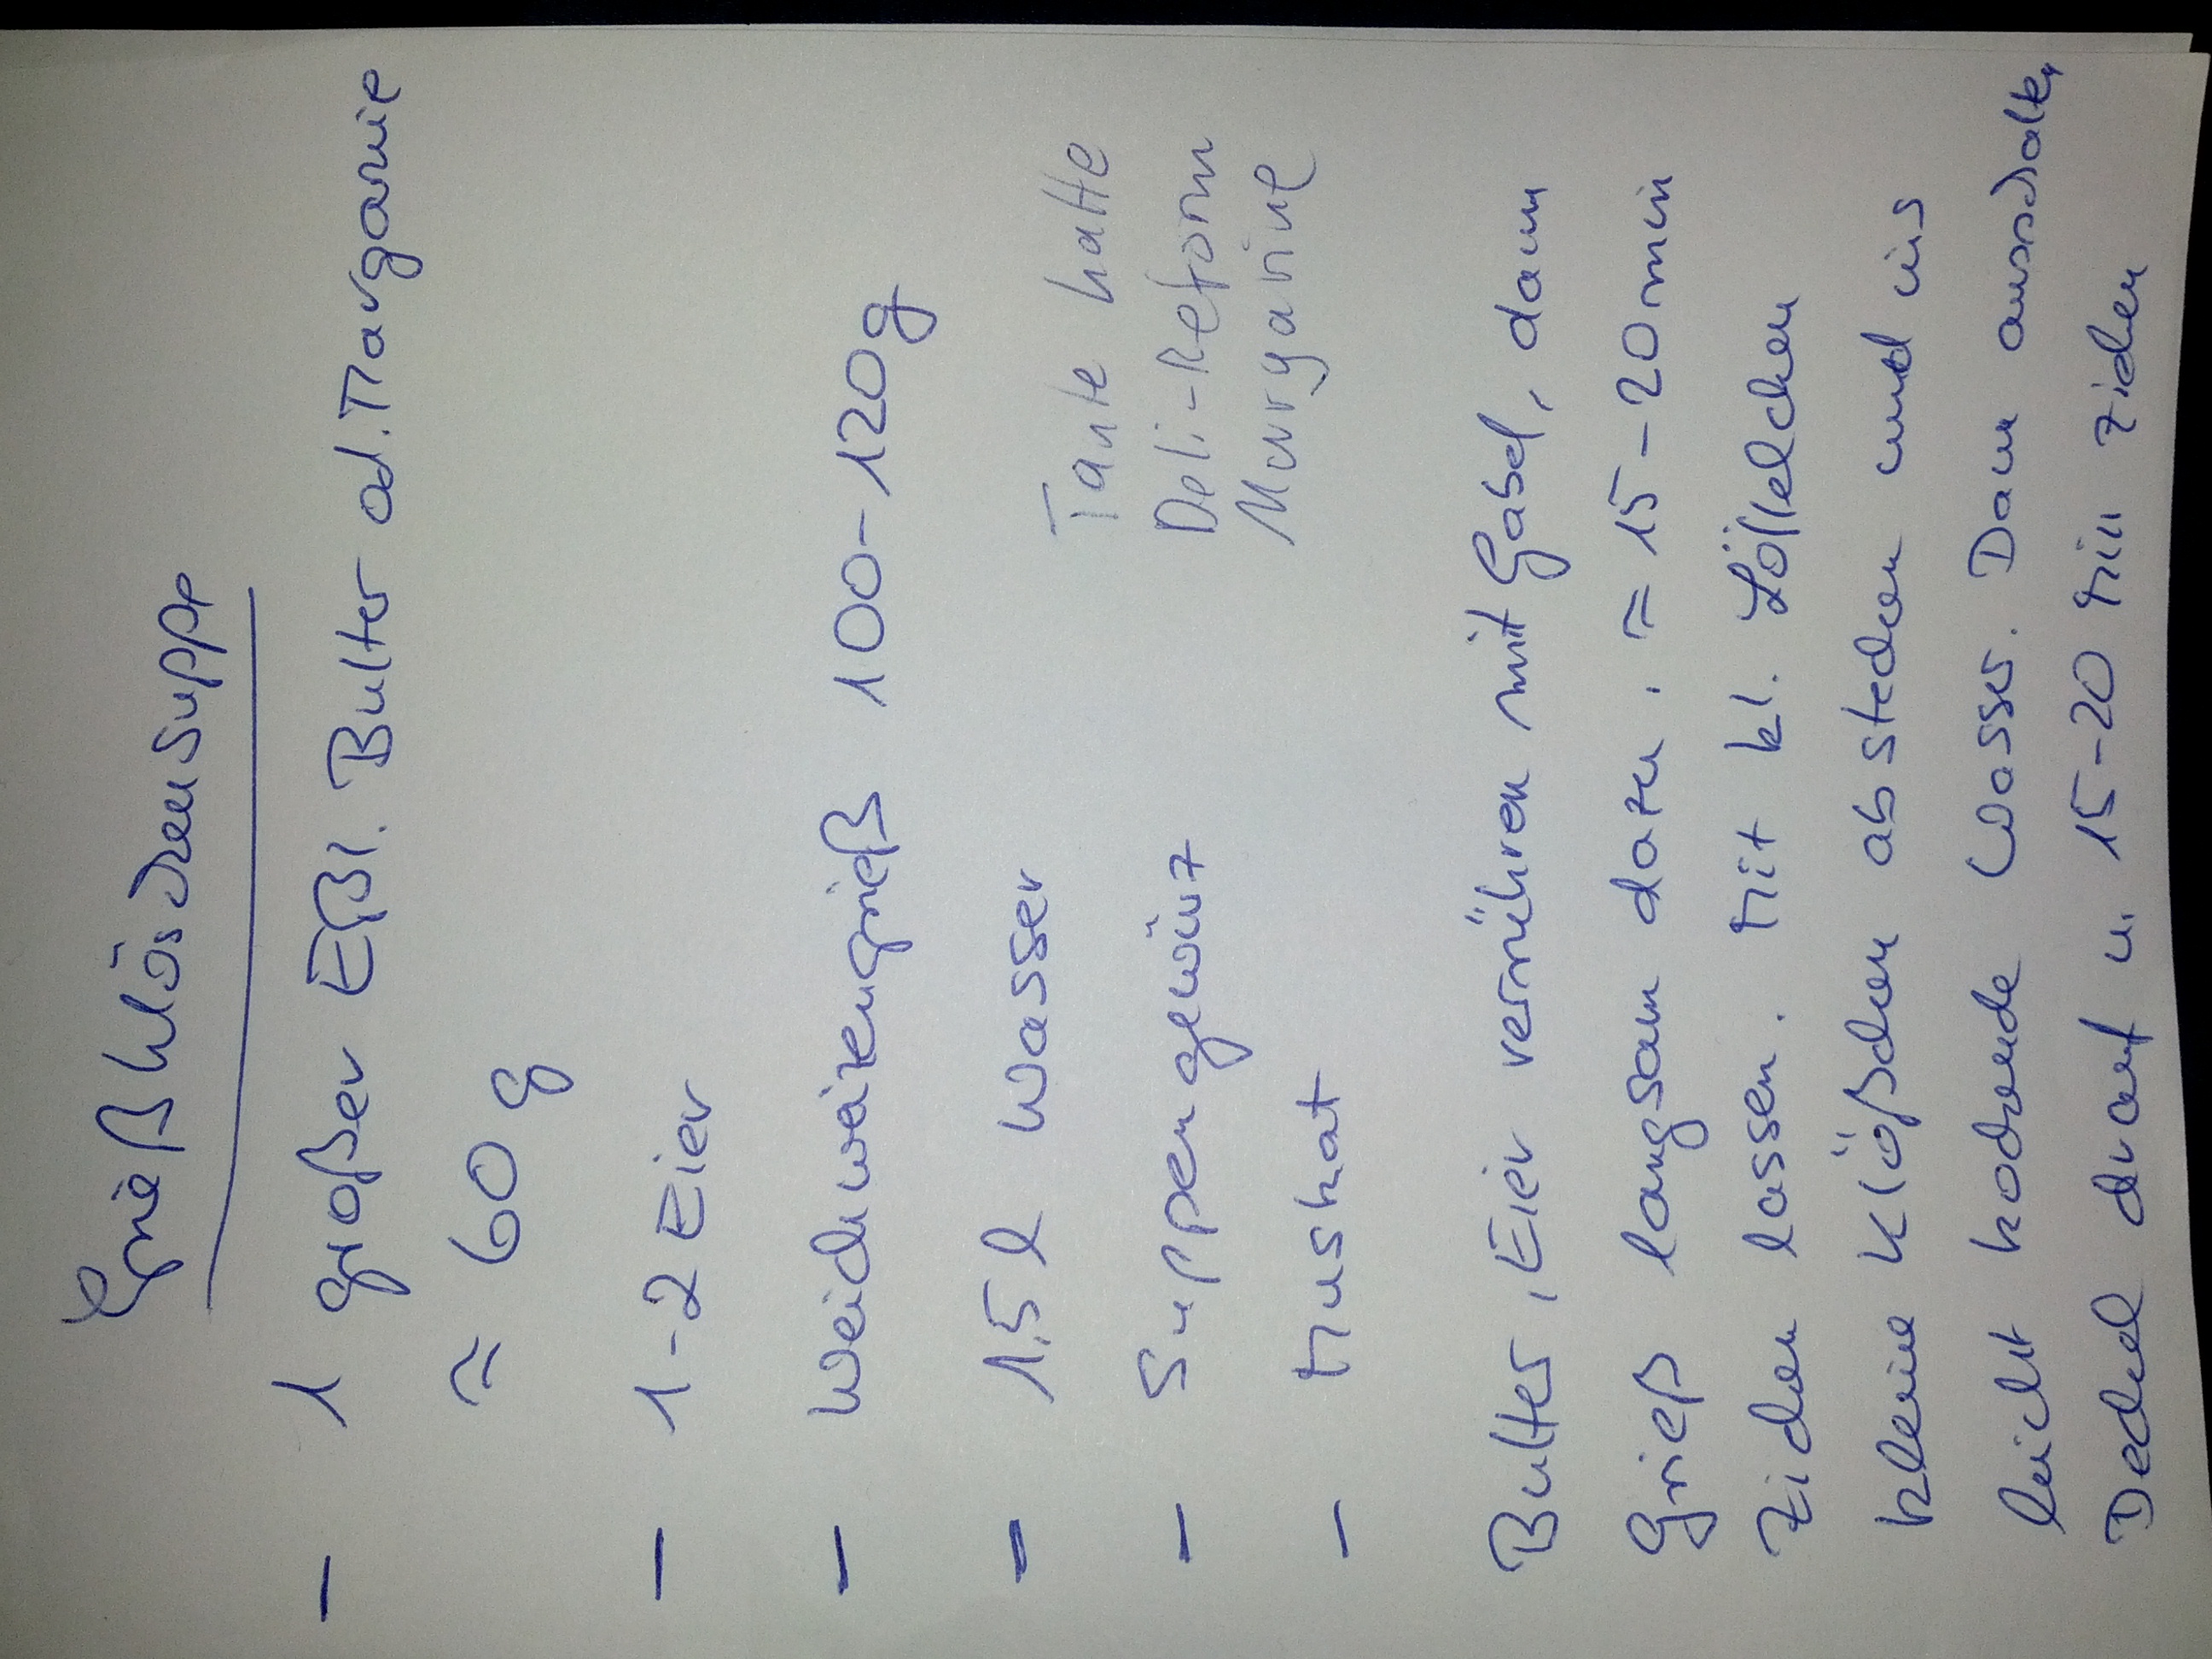 Grießklöschensuppe
- 1 großer Eßl. Butter od. Margarine
≈ 60 g
- 1-2 Eier
- Weichweizengrieß 100-120g
- 1,5 l Wasser
- Suppengewürz
- Muskat
Tante hatte
Deli-Reform
Margarine
Butter, Eier verrühren mit Gabel, dann
Grieß langsam dazu. ≈ 15-20 min
ziehen lassen. Mit kl. Löffelchen
kleine Klößchen abstechen und ins
leicht kochende Wasser. Dann ausschalten
Deckel drauf u. 15-20 Min ziehen